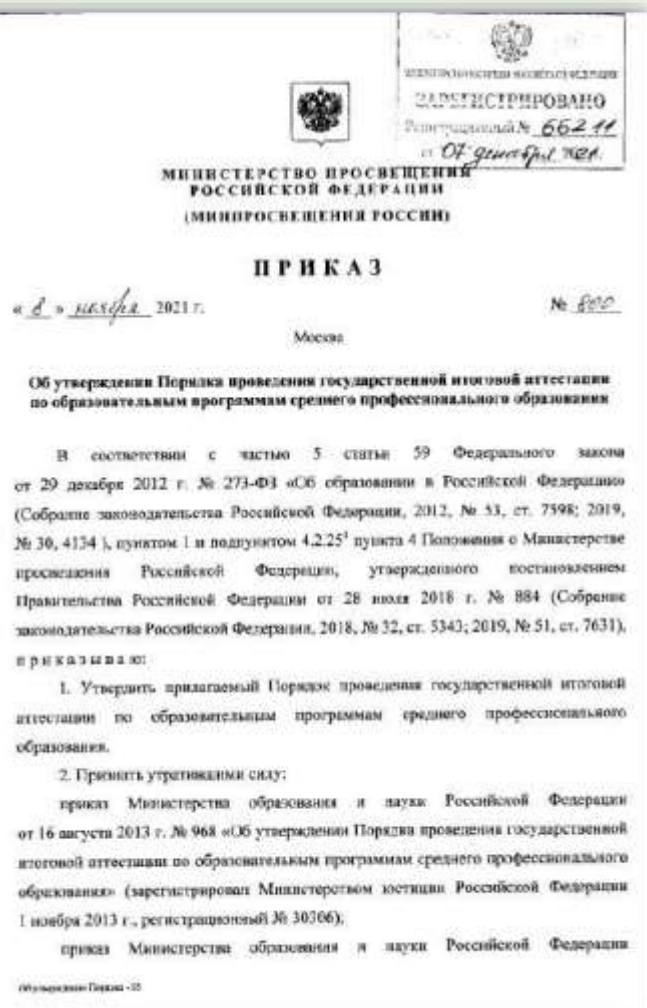 МИНИСТЕРСТВО ЮСТИЦИИ РОССИЙСКОЙ ФЕДЕРАЦИИ
ЗАРЕГИСТРИРОВАНО
Регистрационный № 66211
от 07 декабря 2021.
МИНИСТЕРСТВО ПРОСВЕЩЕНИЯ
РОССИЙСКОЙ ФЕДЕРАЦИИ
(МИНПРОСВЕЩЕНИЯ РОССИИ)
ПРИКАЗ
« 8 » ноября 2021 г.
№ 800
Москва
Об утверждении Порядка проведения государственной итоговой аттестации
по образовательным программам среднего профессионального образования
В соответствии с частью 5 статьи 59 Федерального закона
от 29 декабря 2012 г. № 273-ФЗ «Об образовании в Российской Федерации»
(Собрание законодательства Российской Федерации, 2012, № 53, ст. 7598; 2019,
№ 30, 4134 ), пунктом 1 и подпунктом 4.2.25¹ пункта 4 Положения о Министерстве
просвещения Российской Федерации, утвержденного постановлением
Правительства Российской Федерации от 28 июля 2018 г. № 884 (Собрание
законодательства Российской Федерации, 2018, № 32, ст. 5343; 2019, № 51, ст. 7631),
приказываю:
1. Утвердить прилагаемый Порядок проведения государственной итоговой
аттестации по образовательным программам среднего профессионального
образования.
2. Признать утратившими силу:
приказ Министерства образования и науки Российской Федерации
от 16 августа 2013 г. № 968 «Об утверждении Порядка проведения государственной
итоговой аттестации по образовательным программам среднего профессионального
образования» (зарегистрирован Министерством юстиции Российской Федерации
1 ноября 2013 г., регистрационный № 30306);
приказ Министерства образования и науки Российской Федерации
Об утверждении Порядка -